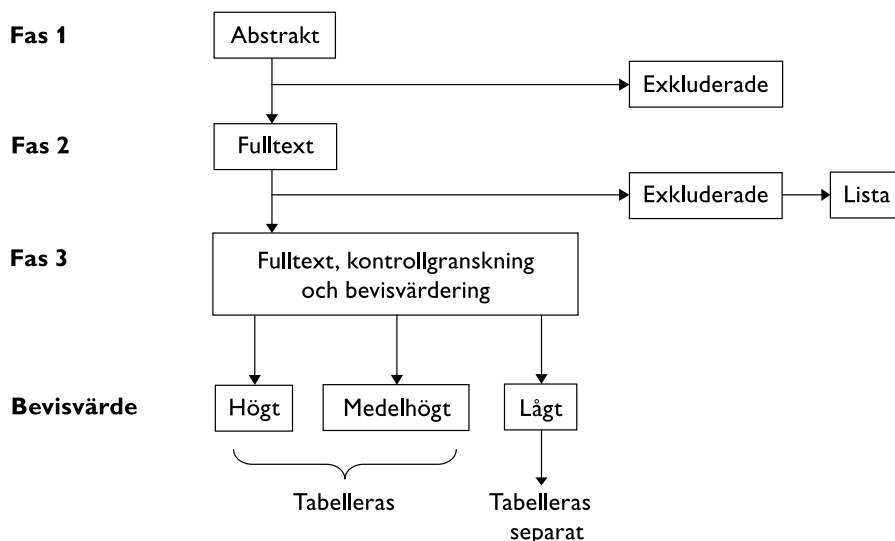 Fas 1
Abstrakt
Exkluderade
Fas 2
Fulltext
Exkluderade
Lista
Fas 3
Fulltext, kontrollgranskning
och bevisvärdering
Bevisvärde
Högt
Medelhögt
Lågt
Tabelleras
Tabelleras
separat